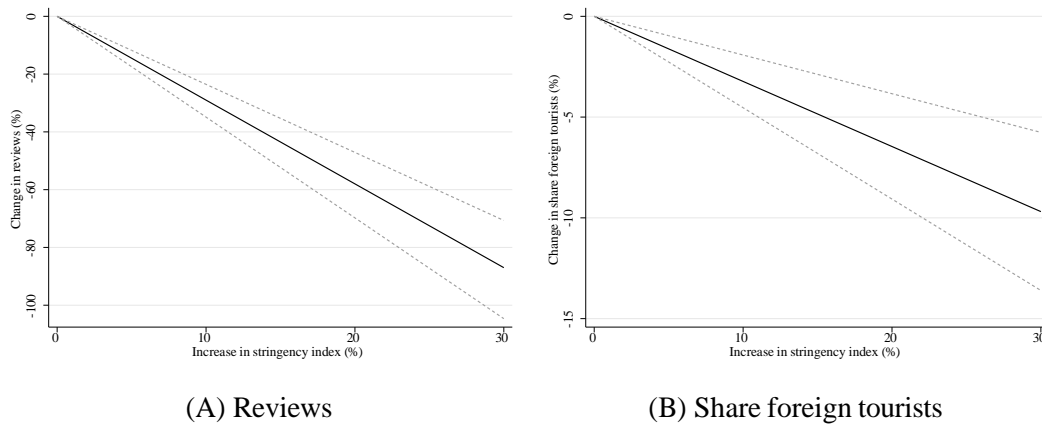 0
-20
-40
-60
-80
-100
Change in reviews (%)
0 10 20 30
Increase in stringency index (%)
(A) Reviews
0
-5
-10
-15
Change in share foreign tourists (%)
0 10 20 30
Increase in stringency index (%)
(B) Share foreign tourists